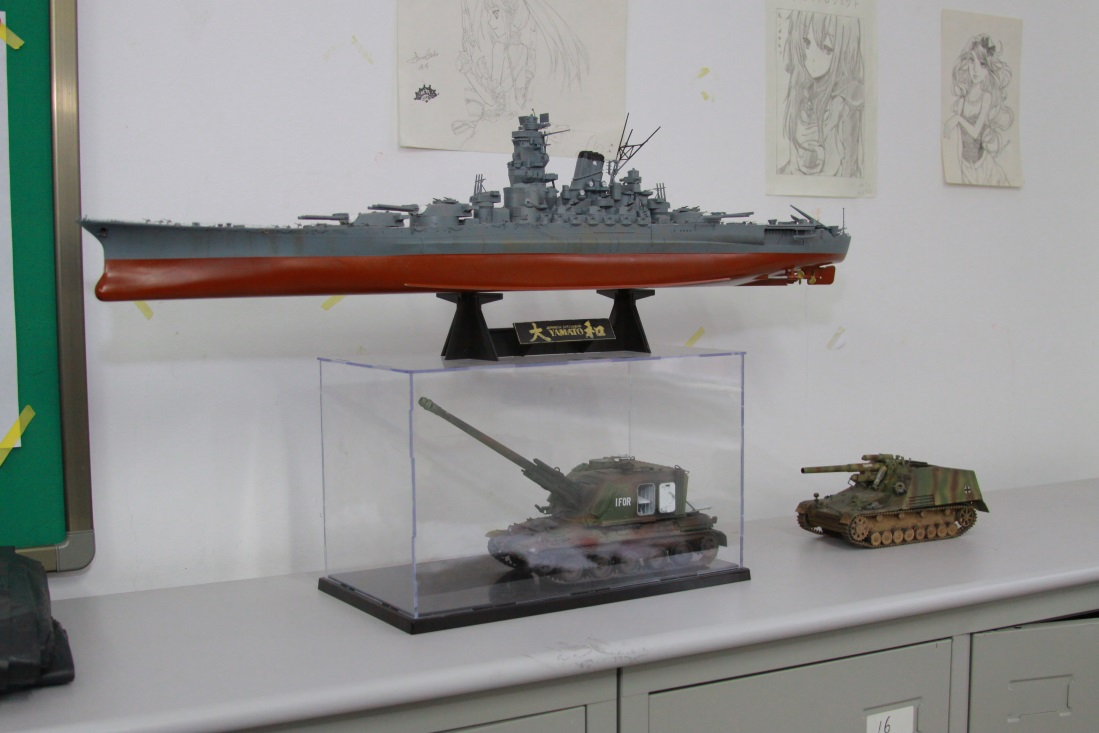 大 YAMATO 和
IFOR
16